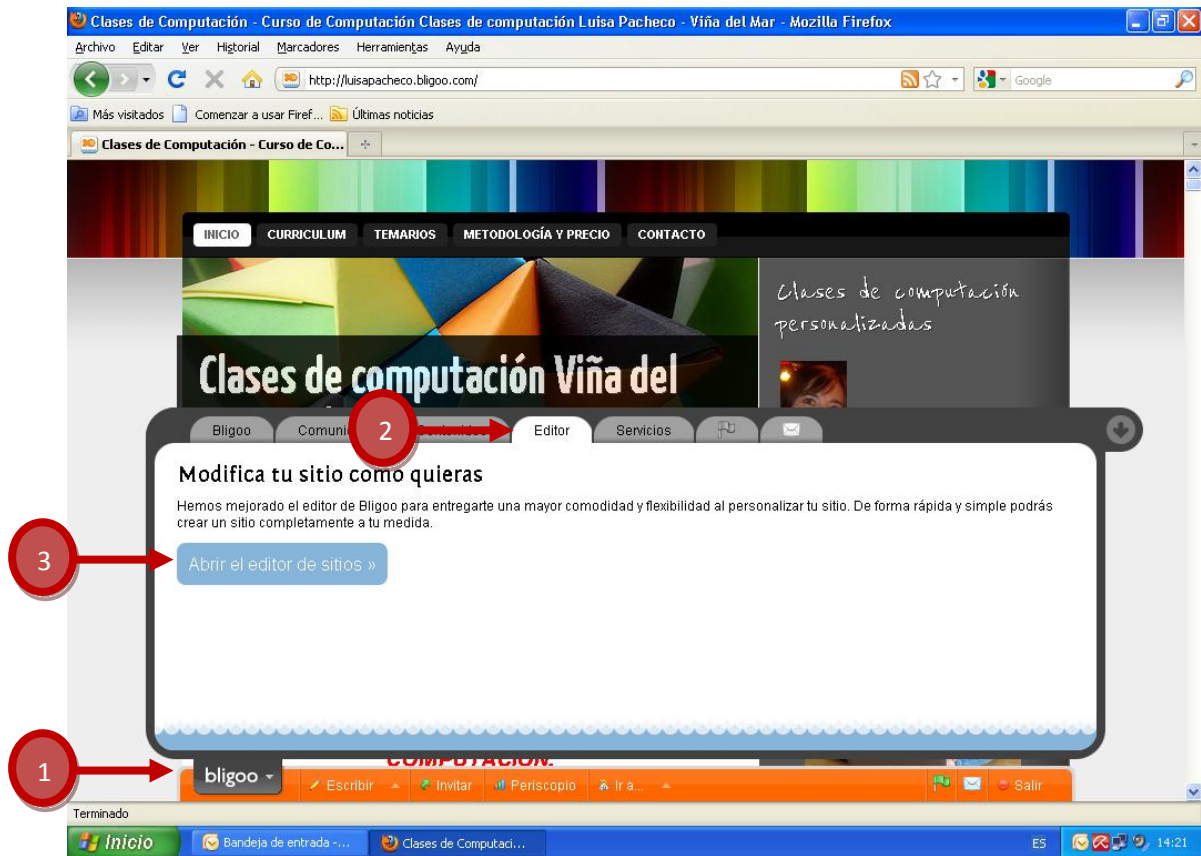 Clases de Computación - Curso de Computación Clases de computación Luisa Pacheco - Viña del Mar - Mozilla Firefox
Archivo Editar Ver Historial Marcadores Herramientas Ayuda
http://luisapacheco.bligoo.com/
Google
Más visitados Comenzar a usar Firef... Últimas noticias
Clases de Computación - Curso de Co...
INICIO CURRICULUM TEMARIOS METODOLOGÍA Y PRECIO CONTACTO
Clases de computación
personalizadas
Clases de computación Viña del
Bligoo Comuni 2 Editor Servicios
Modifica tu sitio como quieras
Hemos mejorado el editor de Bligoo para entregarte una mayor comodidad y flexibilidad al personalizar tu sitio. De forma rápida y simple podrás
crear un sitio completamente a tu medida.
3 Abrir el editor de sitios »
COMPUTACIÓN.
1 bligoo Escribir Invitar Periscopio Ir a... Salir
Terminado
Inicio Bandeja de entrada -... Clases de Computaci... ES 14:21